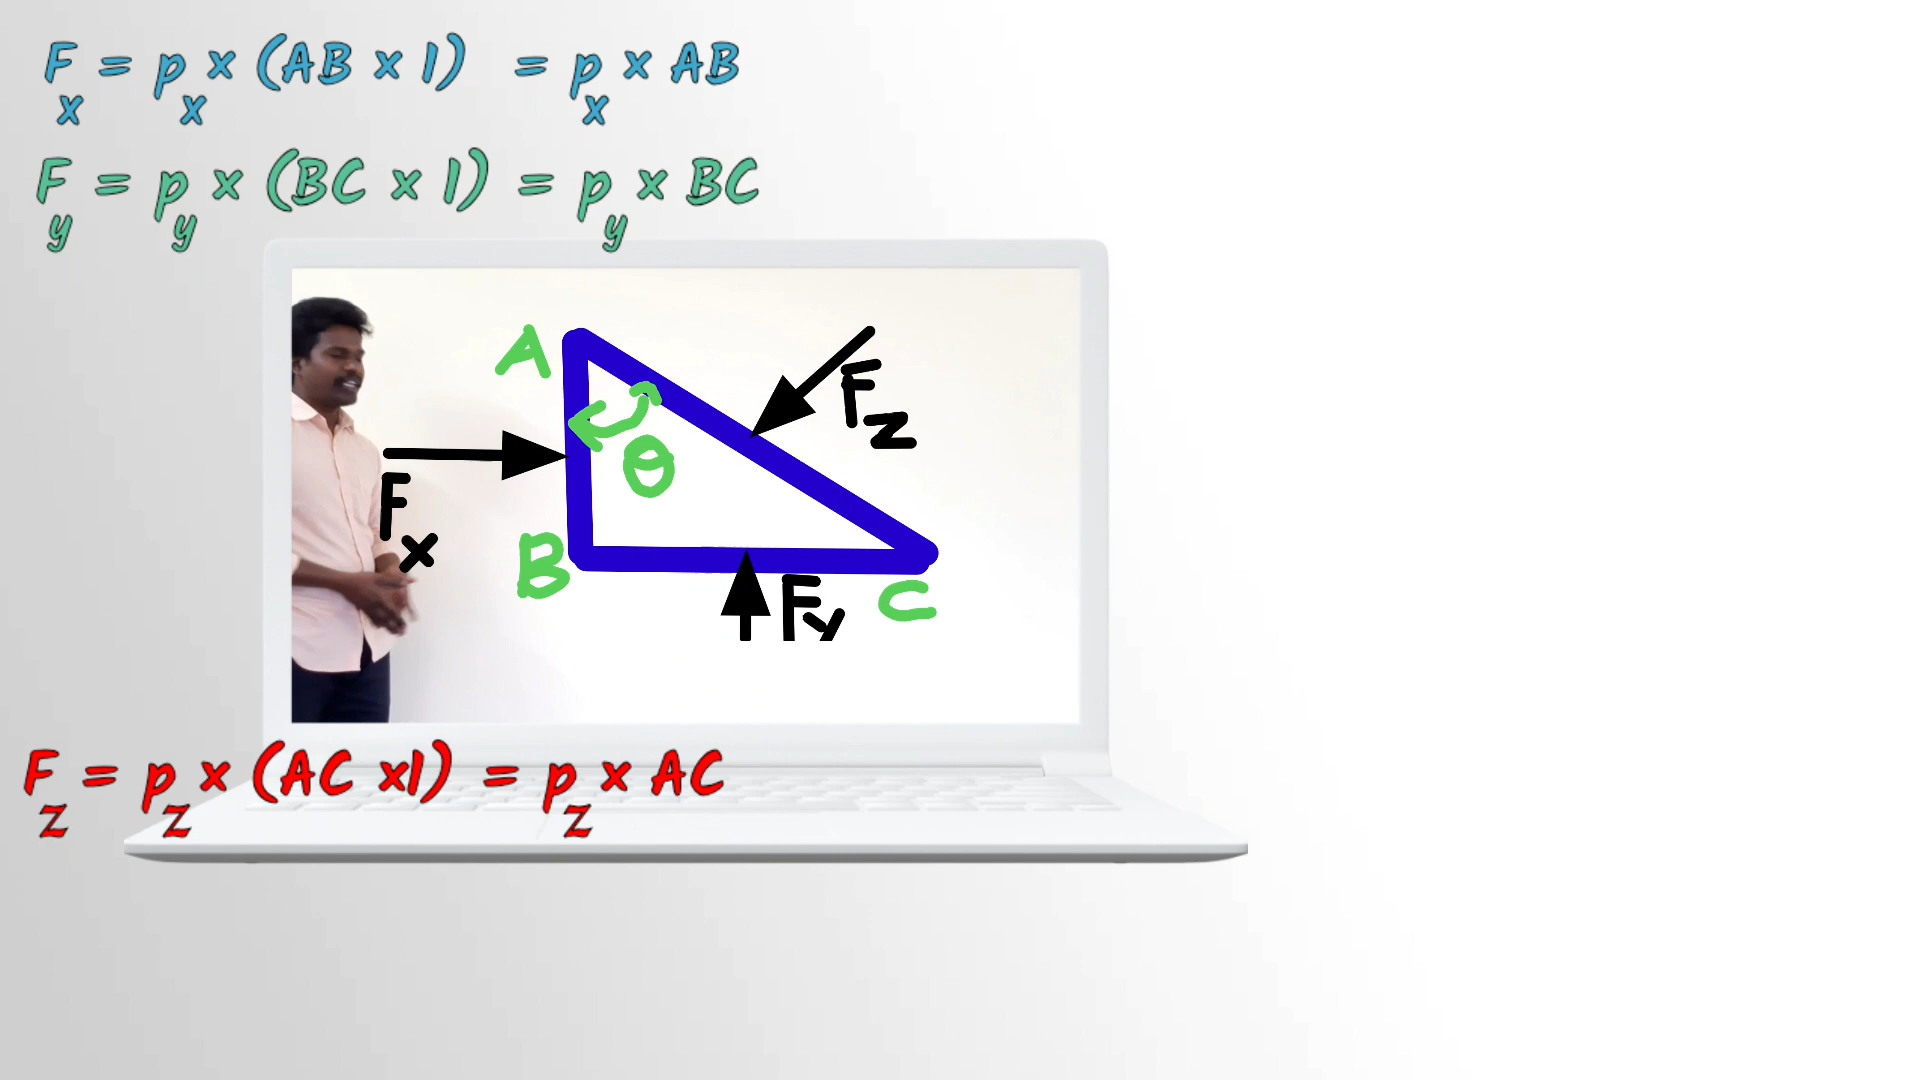 Fx = px × (AB × 1) = px × AB
Fy = py × (BC × 1) = py × BC
A
Fz
θ
Fx
B
Fy
C
Fz = pz × (AC ×1) = pz × AC